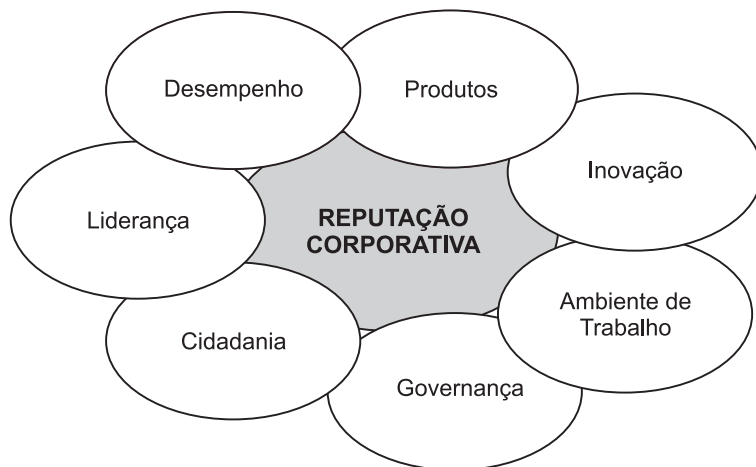 Desempenho
Produtos
Inovação
Liderança
REPUTAÇÃO
CORPORATIVA
Ambiente de
Trabalho
Cidadania
Governança